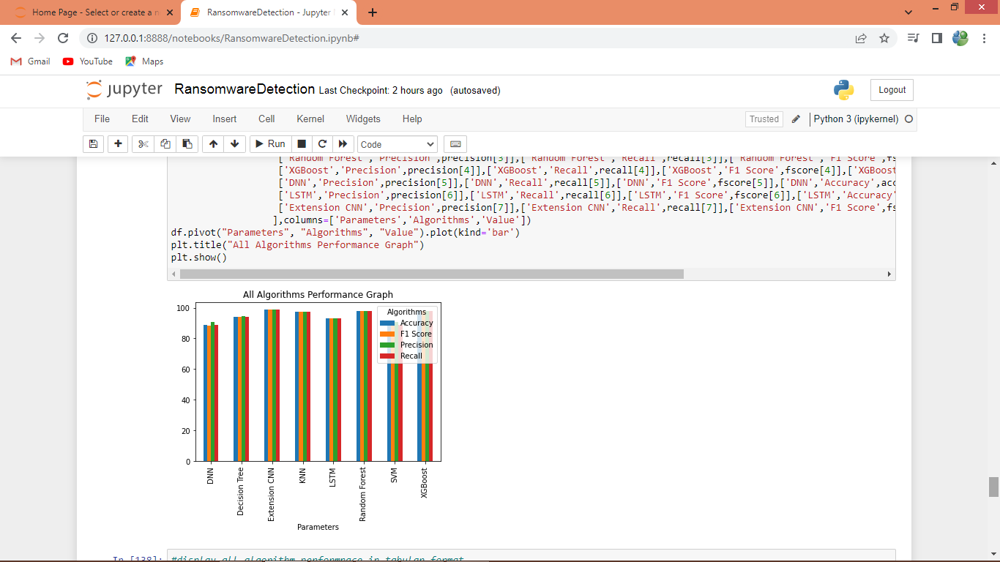 Home Page - Select or create a n
RansomwareDetection - Jupyter
127.0.0.1:8888/notebooks/RansomwareDetection.ipynb#
Gmail YouTube Maps
jupyter RansomwareDetection Last Checkpoint: 2 hours ago (autosaved)
Logout
File Edit View Insert Cell Kernel Widgets Help
Trusted Python 3 (ipykernel)
Run Code
['Random Forest','Precision',precision[3]],['Random Forest','Recall',recall[3]],['Random Forest','F1 Score',fs
['XGBoost','Precision',precision[4]],['XGBoost','Recall',recall[4]],['XGBoost','F1 Score',fscore[4]],['XGBoost
['DNN','Precision',precision[5]],['DNN','Recall',recall[5]],['DNN','F1 Score',fscore[5]],['DNN','Accuracy',acc
['LSTM','Precision',precision[6]],['LSTM','Recall',recall[6]],['LSTM','F1 Score',fscore[6]],['LSTM','Accuracy'
['Extension CNN','Precision',precision[7]],['Extension CNN','Recall',recall[7]],['Extension CNN','F1 Score',fs
],columns=['Parameters','Algorithms','Value'])
df.pivot("Parameters", "Algorithms", "Value").plot(kind='bar')
plt.title("All Algorithms Performance Graph")
plt.show()
All Algorithms Performance Graph
100
80
60
40
20
0
Algorithms
Accuracy
F1 Score
Precision
Recall
DNN
Decision Tree
Extension CNN
KNN
LSTM
Random Forest
SVM
XGBoost
Parameters
In [138]: #display all algorithm performnace in tabular format